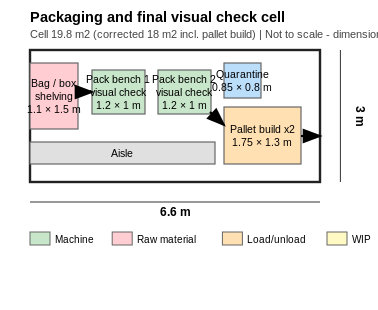 Packaging and final visual check cell
Cell 19.8 m2 (corrected 18 m2 incl. pallet build) | Not to scale - dimensior
Bag / box
shelving
1.1 × 1.5 m
Pack bench 1
visual check
1.2 × 1 m
Pack bench 2
visual check
1.2 × 1 m
Quarantine
0.85 × 0.8 m
Pallet build x2
1.75 × 1.3 m
Aisle
3 m
6.6 m
Machine
Raw material
Load/unload
WIP